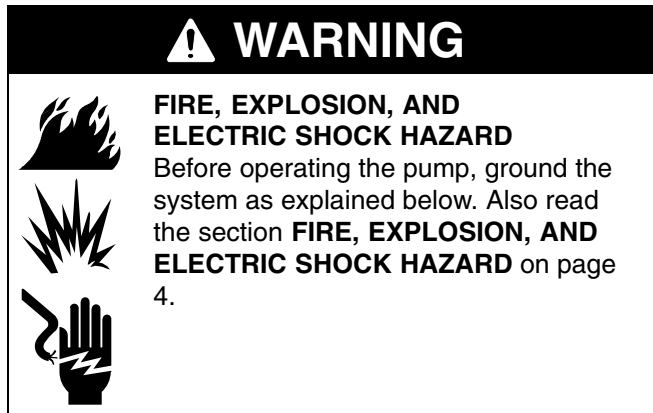 WARNING
FIRE, EXPLOSION, AND
ELECTRIC SHOCK HAZARD
Before operating the pump, ground the
system as explained below. Also read
the section FIRE, EXPLOSION, AND
ELECTRIC SHOCK HAZARD on page
4.